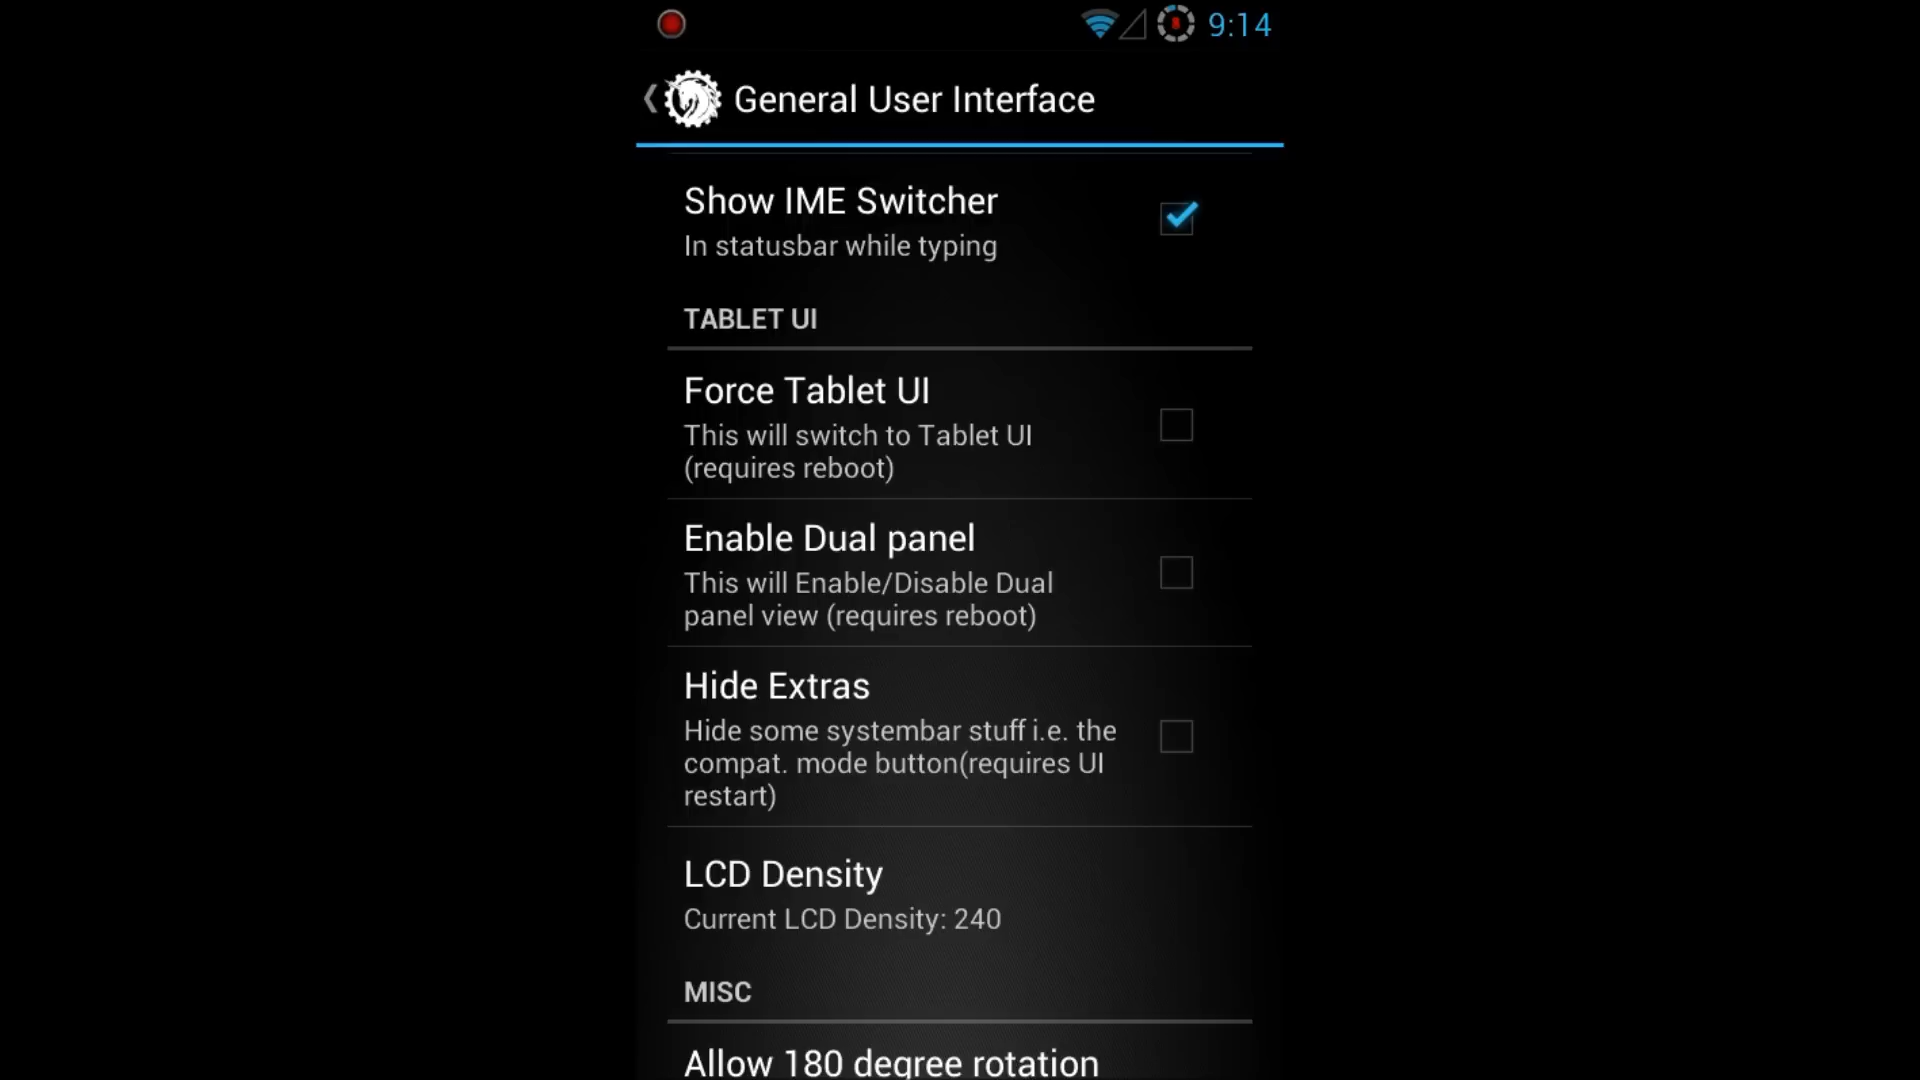 9:14
General User Interface
Show IME Switcher
In statusbar while typing
TABLET UI
Force Tablet UI
This will switch to Tablet UI
(requires reboot)
Enable Dual panel
This will Enable/Disable Dual
panel view (requires reboot)
Hide Extras
Hide some systembar stuff i.e. the
compat. mode button(requires UI
restart)
LCD Density
Current LCD Density: 240
MISC
Allow 180 degree rotation